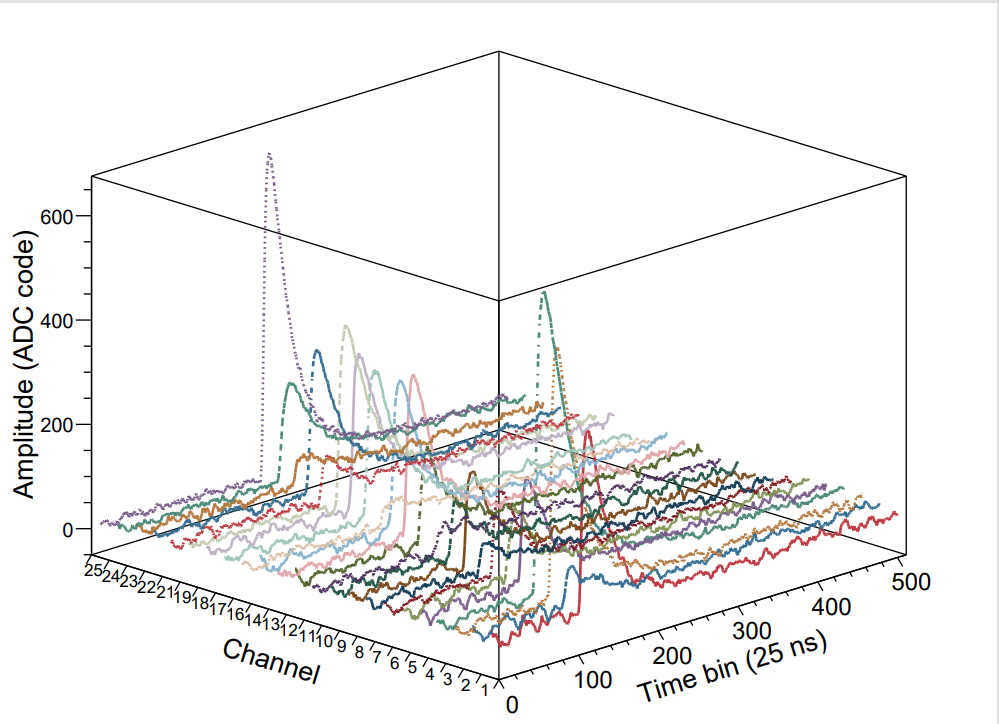 Amplitude (ADC code)
600
400
200
0
25 24 23 22 21 19 18 17 16 14 13 12 11 10 9 8 7 6 5 4 3 2 1
Channel
0 100 200 300 400 500
Time bin (25 ns)